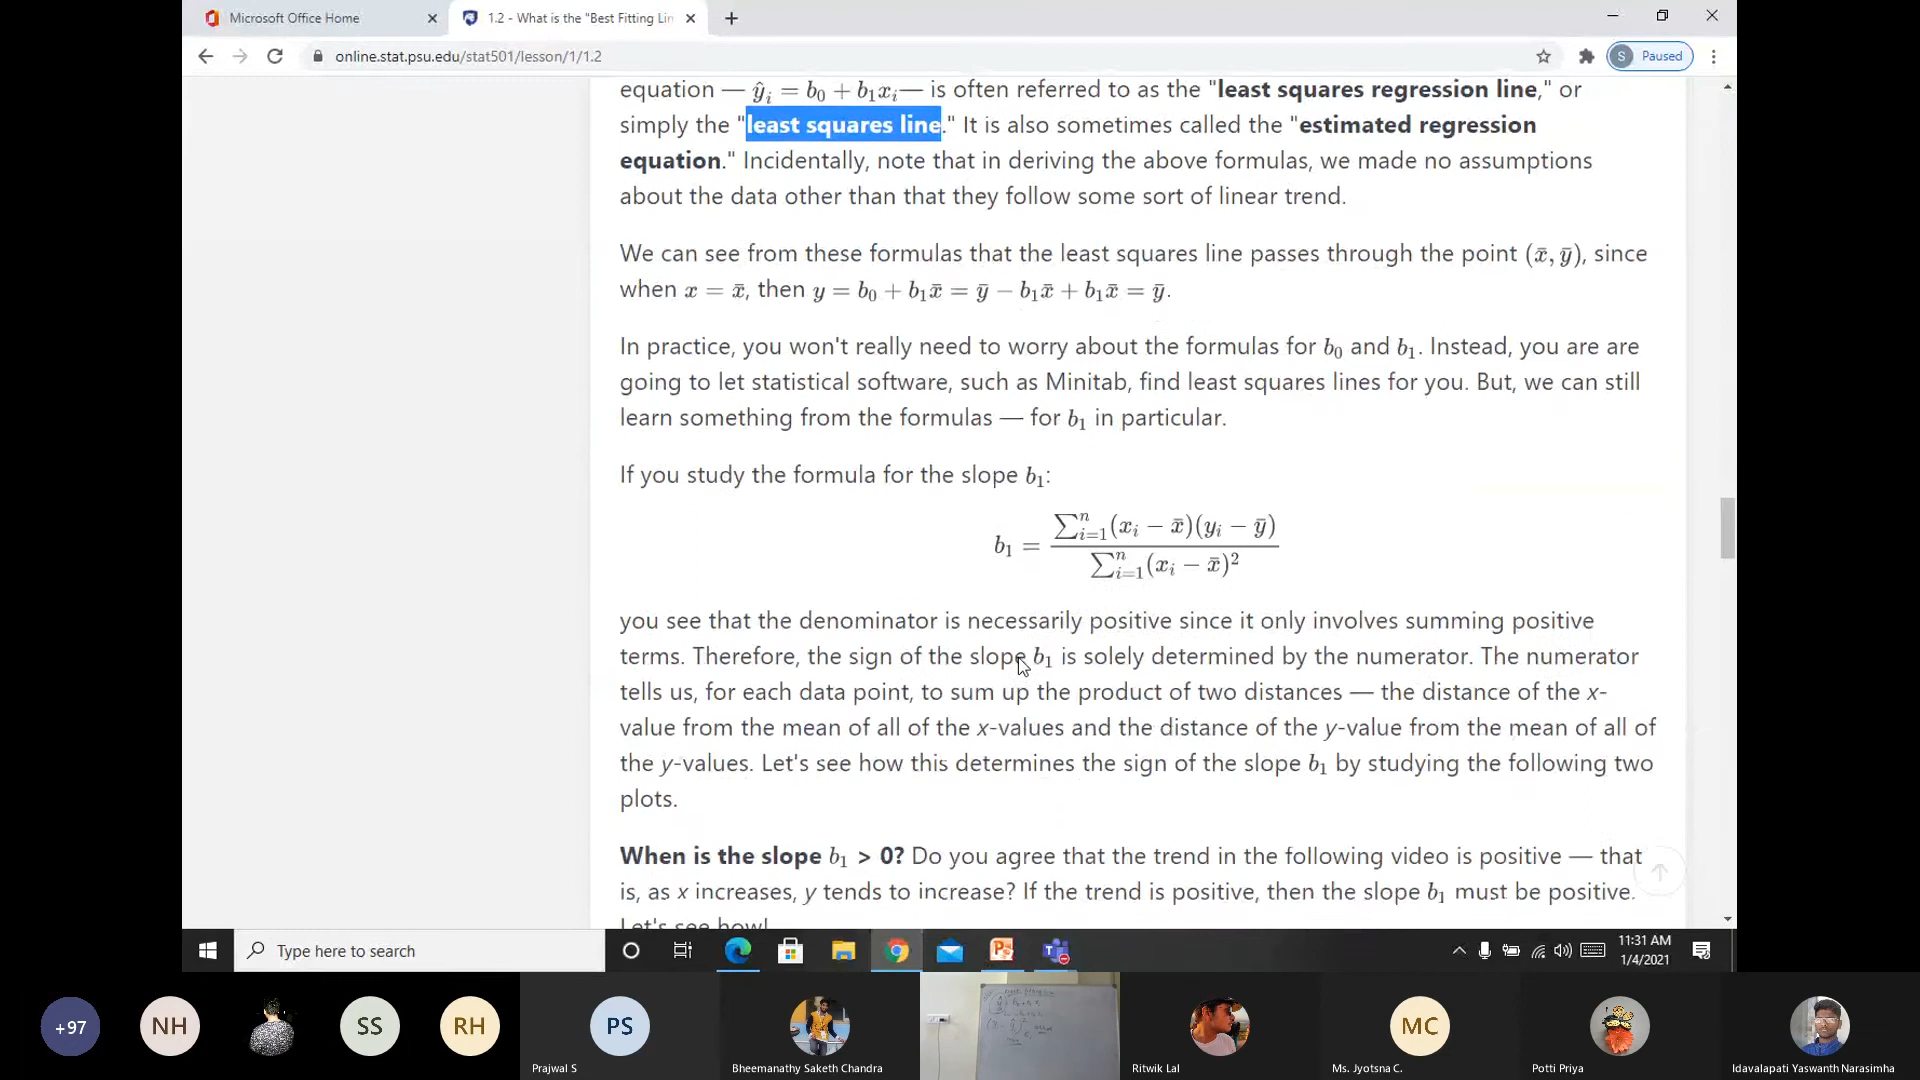 Microsoft Office Home
1.2 - What is the "Best Fitting Lin
online.stat.psu.edu/stat501/lesson/1/1.2
S Paused
equation — ŷᵢ = b₀ + b₁xᵢ— is often referred to as the "least squares regression line," or
simply the "least squares line." It is also sometimes called the "estimated regression
equation." Incidentally, note that in deriving the above formulas, we made no assumptions
about the data other than that they follow some sort of linear trend.
We can see from these formulas that the least squares line passes through the point (x̄, ȳ), since
when x = x̄, then y = b₀ + b₁x̄ = ȳ − b₁x̄ + b₁x̄ = ȳ.
In practice, you won't really need to worry about the formulas for b₀ and b₁. Instead, you are are
going to let statistical software, such as Minitab, find least squares lines for you. But, we can still
learn something from the formulas — for b₁ in particular.
If you study the formula for the slope b₁:
b₁ = ∑ⁿᵢ₌₁(xᵢ − x̄)(yᵢ − ȳ) / ∑ⁿᵢ₌₁(xᵢ − x̄)²
you see that the denominator is necessarily positive since it only involves summing positive
terms. Therefore, the sign of the slope b₁ is solely determined by the numerator. The numerator
tells us, for each data point, to sum up the product of two distances — the distance of the x-
value from the mean of all of the x-values and the distance of the y-value from the mean of all of
the y-values. Let's see how this determines the sign of the slope b₁ by studying the following two
plots.
When is the slope b₁ > 0? Do you agree that the trend in the following video is positive — that
is, as x increases, y tends to increase? If the trend is positive, then the slope b₁ must be positive.
Let's see how!
Type here to search
11:31 AM
1/4/2021
+97
NH
SS
RH
PS
MC
Prajwal S
Bheemanathy Saketh Chandra
Ritwik Lal
Ms. Jyotsna C.
Potti Priya
Idavalapati Yaswanth Narasimha